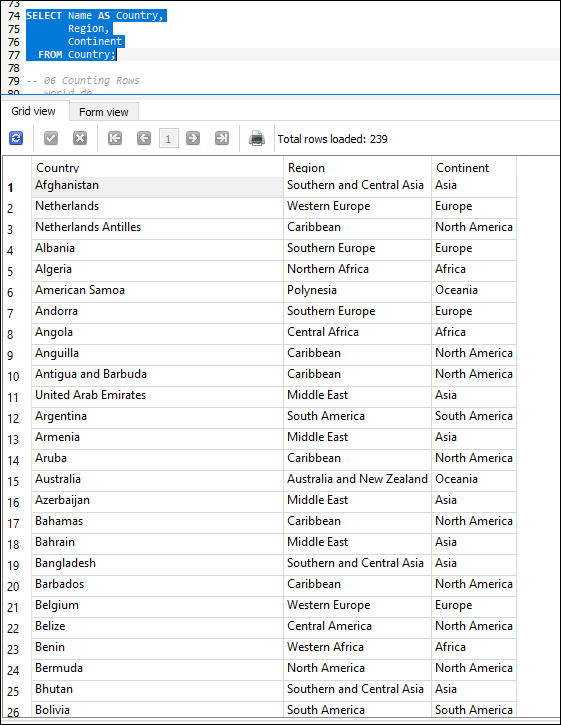 73
74 SELECT Name AS Country,
75 Region,
76 Continent
77 FROM Country;
78
79 -- 06 Counting Rows
80 -- world.db
Grid view Form view
1 Total rows loaded: 239
Country Region Continent
1 Afghanistan Southern and Central Asia Asia
2 Netherlands Western Europe Europe
3 Netherlands Antilles Caribbean North America
4 Albania Southern Europe Europe
5 Algeria Northern Africa Africa
6 American Samoa Polynesia Oceania
7 Andorra Southern Europe Europe
8 Angola Central Africa Africa
9 Anguilla Caribbean North America
10 Antigua and Barbuda Caribbean North America
11 United Arab Emirates Middle East Asia
12 Argentina South America South America
13 Armenia Middle East Asia
14 Aruba Caribbean North America
15 Australia Australia and New Zealand Oceania
16 Azerbaijan Middle East Asia
17 Bahamas Caribbean North America
18 Bahrain Middle East Asia
19 Bangladesh Southern and Central Asia Asia
20 Barbados Caribbean North America
21 Belgium Western Europe Europe
22 Belize Central America North America
23 Benin Western Africa Africa
24 Bermuda North America North America
25 Bhutan Southern and Central Asia Asia
26 Bolivia South America South America